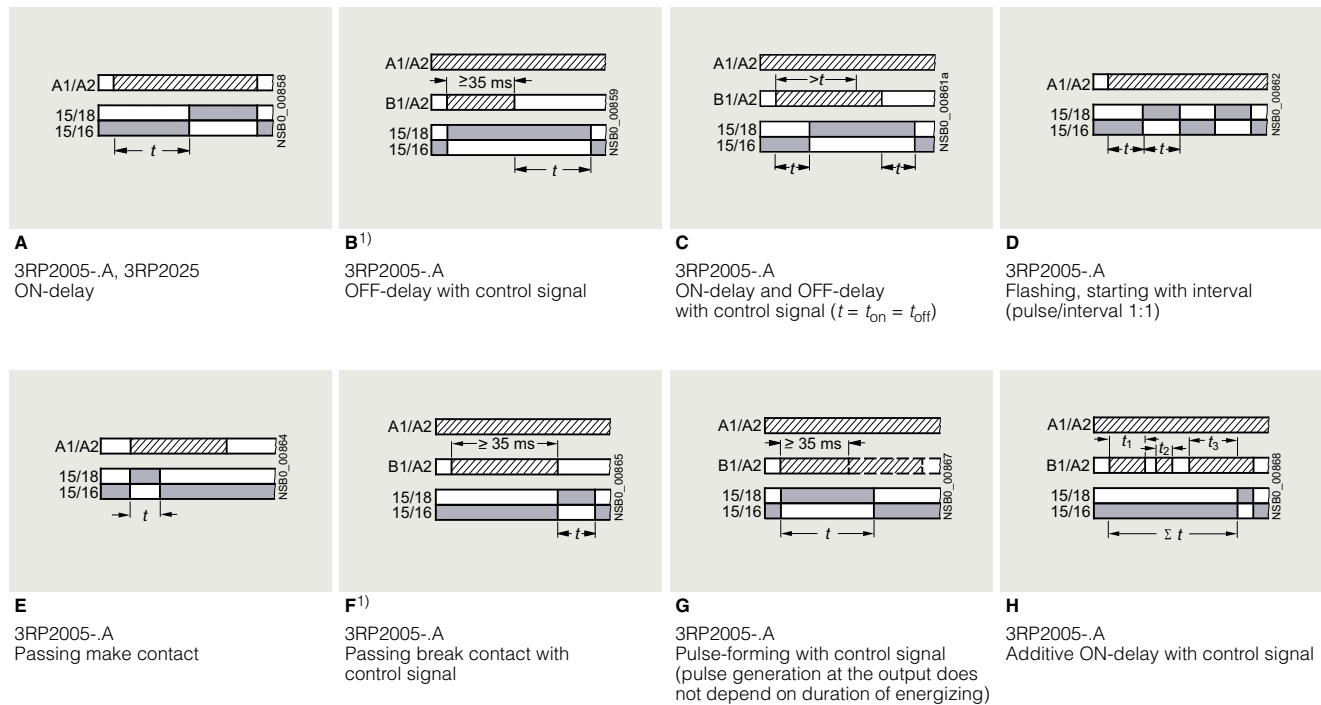 A1/A2
15/18
15/16
t
NSB0_00858
A
3RP2005-.A, 3RP2025
ON-delay
A1/A2
≥35 ms
B1/A2
15/18
15/16
t
NSB0_00859
B1)
3RP2005-.A
OFF-delay with control signal
A1/A2
>t
B1/A2
15/18
15/16
t t
NSB0_00861a
C
3RP2005-.A
ON-delay and OFF-delay
with control signal (t = ton = toff)
A1/A2
15/18
15/16
t t
NSB0_00862
D
3RP2005-.A
Flashing, starting with interval
(pulse/interval 1:1)
A1/A2
15/18
15/16
t
NSB0_00864
E
3RP2005-.A
Passing make contact
A1/A2
≥ 35 ms
B1/A2
15/18
15/16
t
NSB0_00865
F1)
3RP2005-.A
Passing break contact with
control signal
A1/A2
≥ 35 ms
B1/A2
15/18
15/16
t
NSB0_00867
G
3RP2005-.A
Pulse-forming with control signal
(pulse generation at the output does
not depend on duration of energizing)
A1/A2
t1 t2 t3
B1/A2
15/18
15/16
Σ t
NSB0_00868
H
3RP2005-.A
Additive ON-delay with control signal